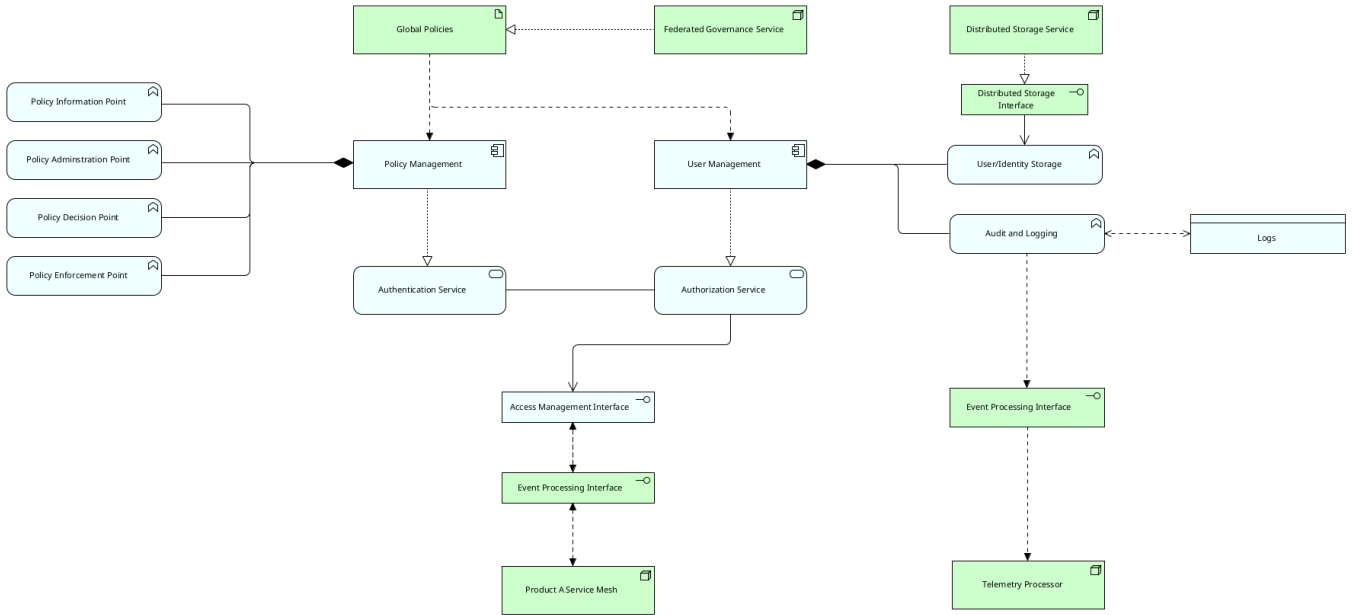 Global Policies
Federated Governance Service
Distributed Storage Service
Policy Information Point
Distributed Storage
Interface
Policy Adminstration Point
Policy Management
User Management
User/Identity Storage
Policy Decision Point
Audit and Logging
Logs
Policy Enforcement Point
Authentication Service
Authorization Service
Access Management Interface
Event Processing Interface
Event Processing Interface
Product A Service Mesh
Telemetry Processor